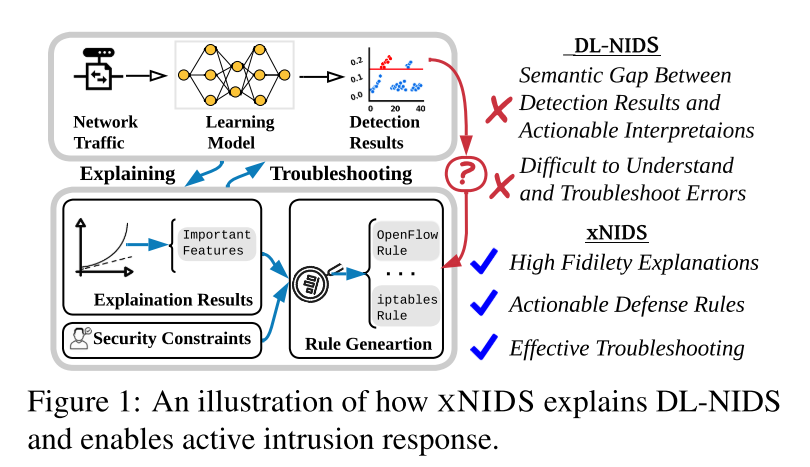 Network
Traffic
Learning
Model
0.2
0.1
0.0
0 20 40
Detection
Results
Explaining
Troubleshooting
Important
Features
Explaination Results
Security Constraints
OpenFlow
Rule
...
iptables
Rule
Rule Geneartion
?
DL-NIDS
Semantic Gap Between
Detection Results and
Actionable Interpretaions
Difficult to Understand
and Troubleshoot Errors
xNIDS
High Fidilety Explanations
Actionable Defense Rules
Effective Troubleshooting
Figure 1: An illustration of how xNIDS explains DL-NIDS
and enables active intrusion response.